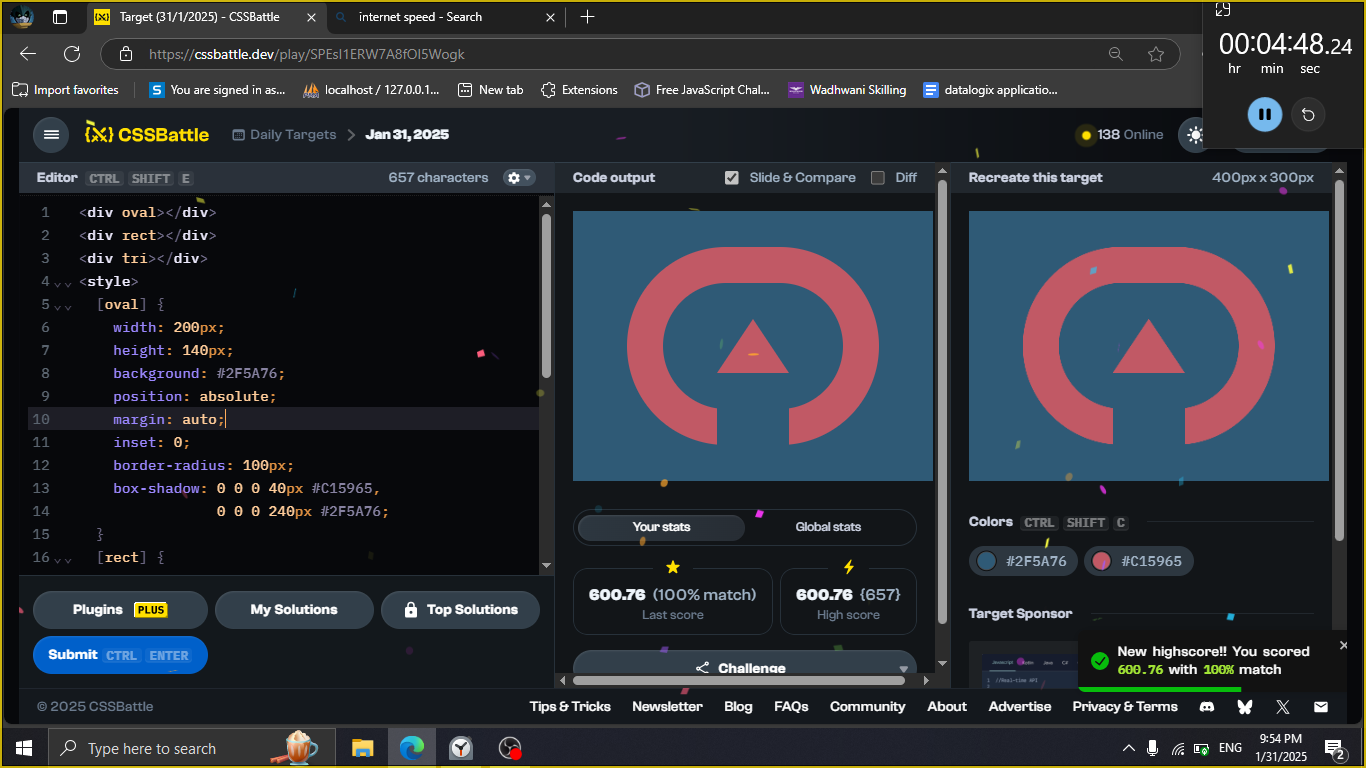 Target (31/1/2025) - CSSBattle
internet speed - Search
00:04:48.24
hr min sec
https://cssbattle.dev/play/SPEsI1ERW7A8fOI5Wogk
Import favorites
You are signed in as...
localhost / 127.0.0.1...
New tab
Extensions
Free JavaScript Chal...
Wadhwani Skilling
datalogix applicatio...
CSSBattle
Daily Targets
Jan 31, 2025
138 Online
Editor CTRL SHIFT E
657 characters
Code output
Slide & Compare
Diff
Recreate this target
400px x 300px
1 <div oval></div>
2 <div rect></div>
3 <div tri></div>
4 <style>
5 [oval] {
6 width: 200px;
7 height: 140px;
8 background: #2F5A76;
9 position: absolute;
10 margin: auto;
11 inset: 0;
12 border-radius: 100px;
13 box-shadow: 0 0 0 40px #C15965,
14 0 0 0 240px #2F5A76;
15 }
16 [rect] {
Your stats
Global stats
600.76 (100% match)
Last score
600.76 {657}
High score
Challenge
Colors CTRL SHIFT C
#2F5A76
#C15965
Target Sponsor
Plugins PLUS
My Solutions
Top Solutions
Submit CTRL ENTER
New highscore!! You scored
600.76 with 100% match
© 2025 CSSBattle
Tips & Tricks
Newsletter
Blog
FAQs
Community
About
Advertise
Privacy & Terms
Type here to search
ENG
9:54 PM
1/31/2025
2